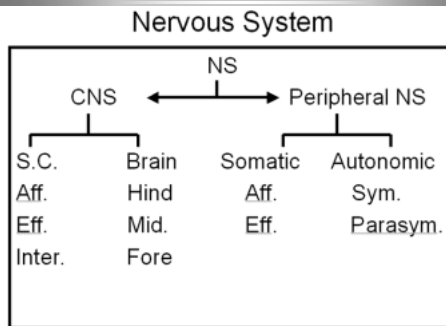 Nervous System
NS
CNS Peripheral NS
S.C. Brain Somatic Autonomic
Aff. Hind Aff. Sym.
Eff. Mid. Eff. Parasym.
Inter. Fore